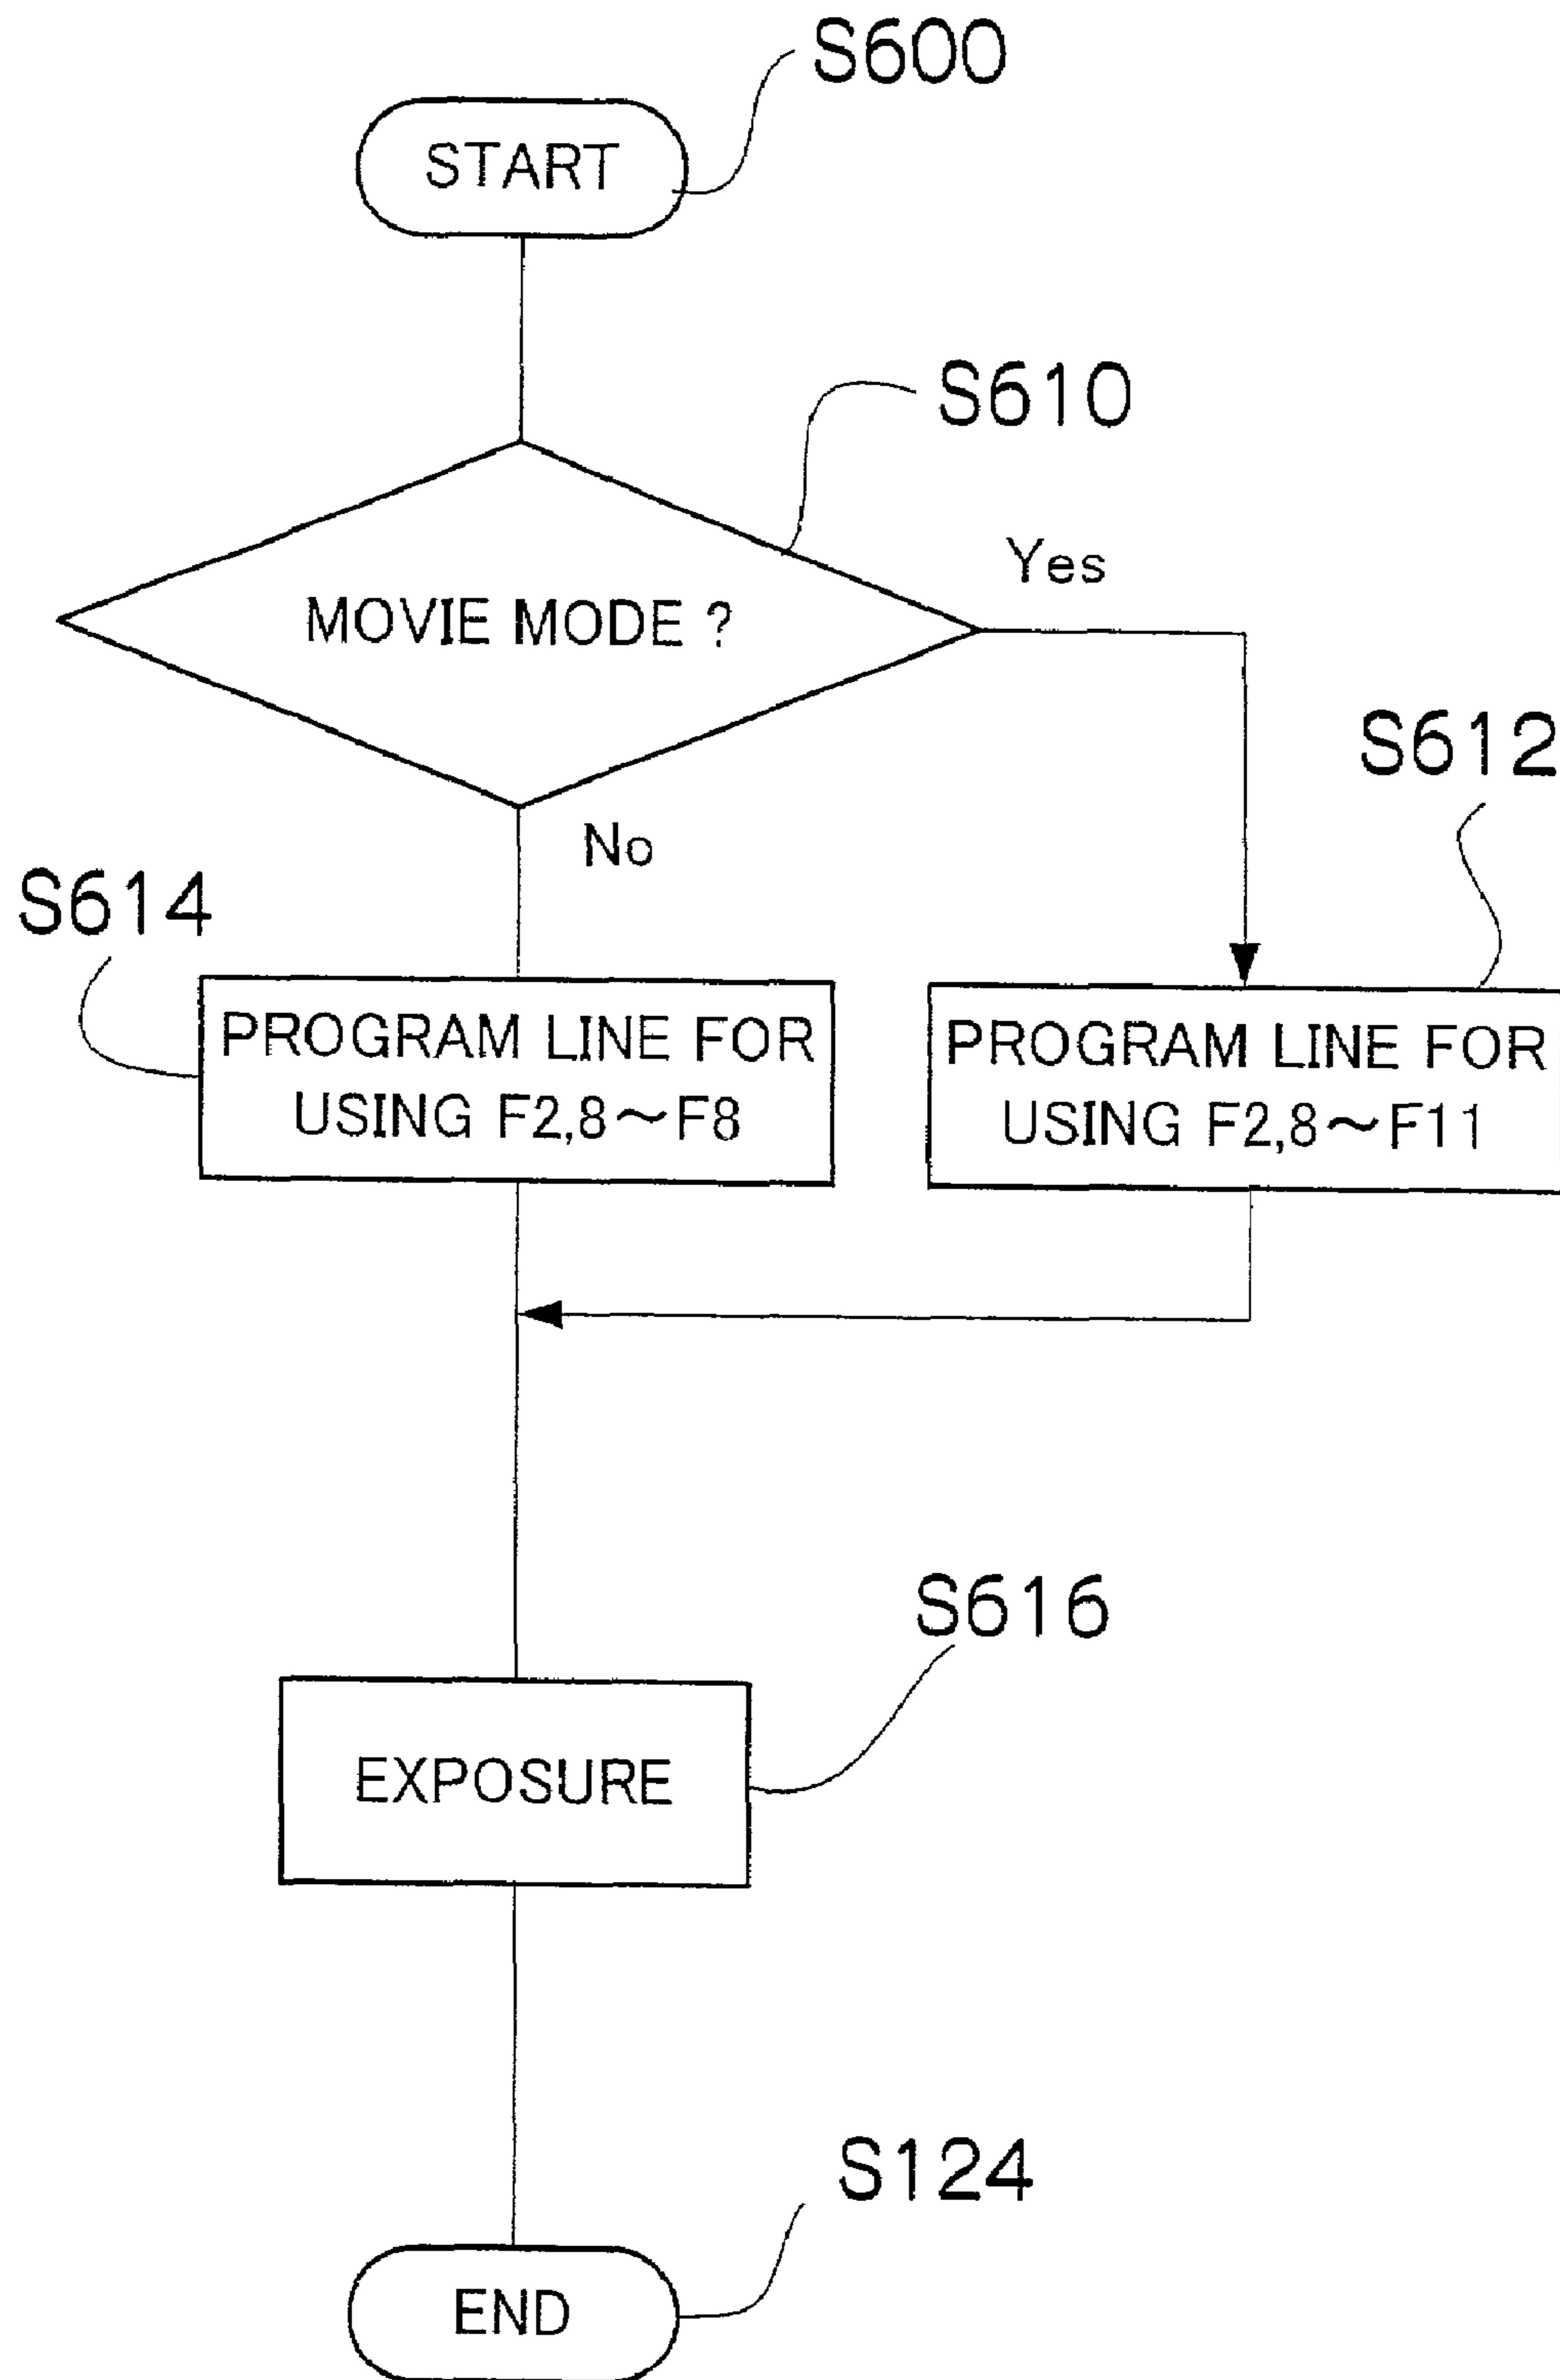 S600
START
S610
MOVIE MODE ?
Yes
No
S612
S614
PROGRAM LINE FOR
USING F2,8～F8
PROGRAM LINE FOR
USING F2,8～F11
S616
EXPOSURE
S124
END